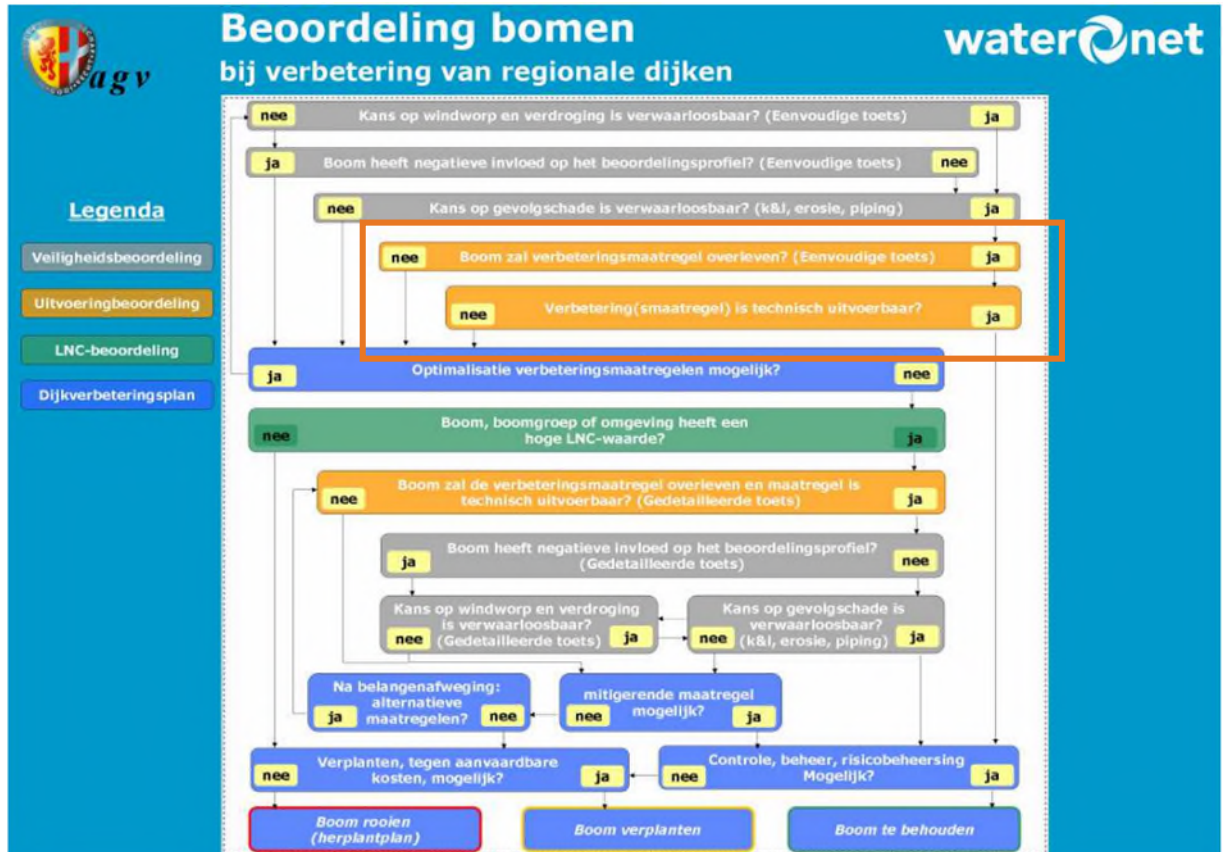 agv
Beoordeling bomen
bij verbetering van regionale dijken
waternet
nee Kans op windworp en verdroging is verwaarloosbaar? (Eenvoudige toets) ja
ja Boom heeft negatieve invloed op het beoordelingsprofiel? (Eenvoudige toets) nee
Legenda
nee Kans op gevolgschade is verwaarloosbaar? (k&l, erosie, piping) ja
Veiligheidsbeoordeling
nee Boom zal verbeteringsmaatregel overleven? (Eenvoudige toets) ja
Uitvoeringbeoordeling
nee Verbetering(smaatregel) is technisch uitvoerbaar? ja
LNC-beoordeling
ja Optimalisatie verbeteringsmaatregelen mogelijk? nee
Dijkverbeteringsplan
Boom, boomgroep of omgeving heeft een
nee hoge LNC-waarde? ja
Boom zal de verbeteringsmaatregel overleven en maatregel is
nee technisch uitvoerbaar? (Gedetailleerde toets) ja
Boom heeft negatieve invloed op het beoordelingsprofiel?
ja (Gedetailleerde toets) nee
Kans op windworp en verdroging
is verwaarloosbaar?
nee (Gedetailleerde toets) ja
Kans op gevolgschade is
verwaarloosbaar?
nee (k&l, erosie, piping) ja
Na belangenafweging:
alternatieve
ja maatregelen? nee
mitigerende maatregel
nee mogelijk? ja
Verplanten, tegen aanvaardbare
nee kosten, mogelijk? ja
Controle, beheer, risicobeheersing
nee Mogelijk? ja
Boom rooien
(herplantplan)
Boom verplanten
Boom te behouden